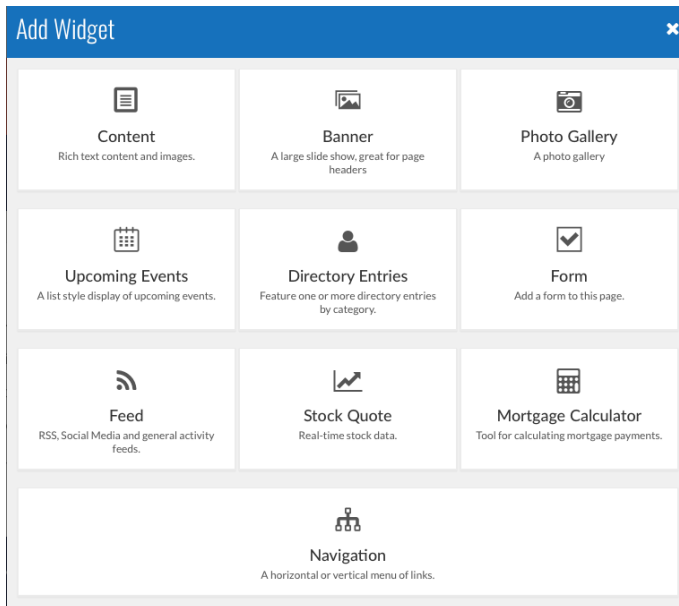 Add Widget
Content
Rich text content and images.
Banner
A large slide show, great for page
headers
Photo Gallery
A photo gallery
Upcoming Events
A list style display of upcoming events.
Directory Entries
Feature one or more directory entries
by category.
Form
Add a form to this page.
Feed
RSS, Social Media and general activity
feeds.
Stock Quote
Real-time stock data.
Mortgage Calculator
Tool for calculating mortgage payments.
Navigation
A horizontal or vertical menu of links.